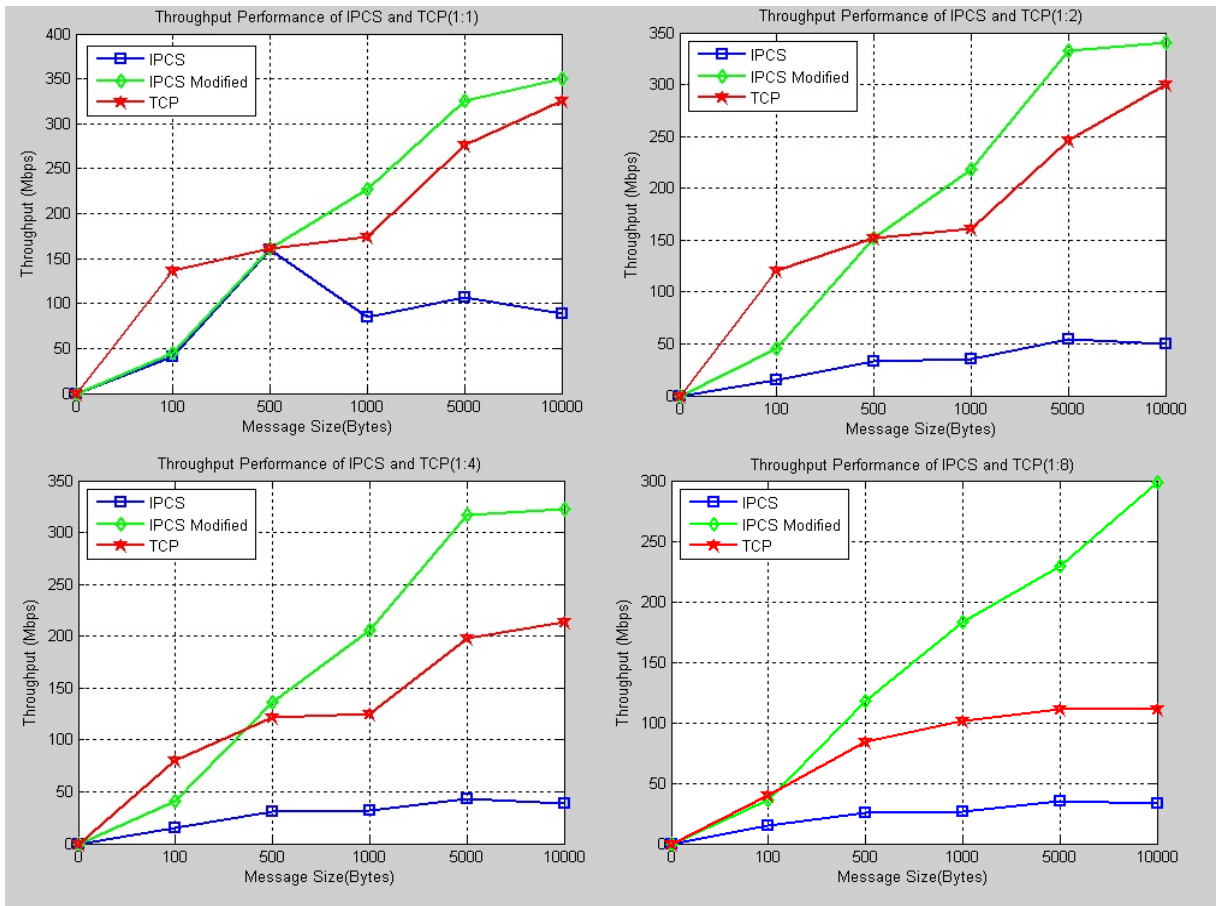 Throughput Performance of IPCS and TCP(1:1)
400
350
300
250
200
150
100
50
0
Throughput (Mbps)
IPCS
IPCS Modified
TCP
0 100 500 1000 5000 10000
Message Size(Bytes)
Throughput Performance of IPCS and TCP(1:2)
350
300
250
200
150
100
50
0
Throughput (Mbps)
IPCS
IPCS Modified
TCP
0 100 500 1000 5000 10000
Message Size(Bytes)
Throughput Performance of IPCS and TCP(1:4)
350
300
250
200
150
100
50
0
Throughput (Mbps)
IPCS
IPCS Modified
TCP
0 100 500 1000 5000 10000
Message Size(Bytes)
Throughput Performance of IPCS and TCP(1:8)
300
250
200
150
100
50
0
Throughput (Mbps)
IPCS
IPCS Modified
TCP
0 100 500 1000 5000 10000
Message Size(Bytes)